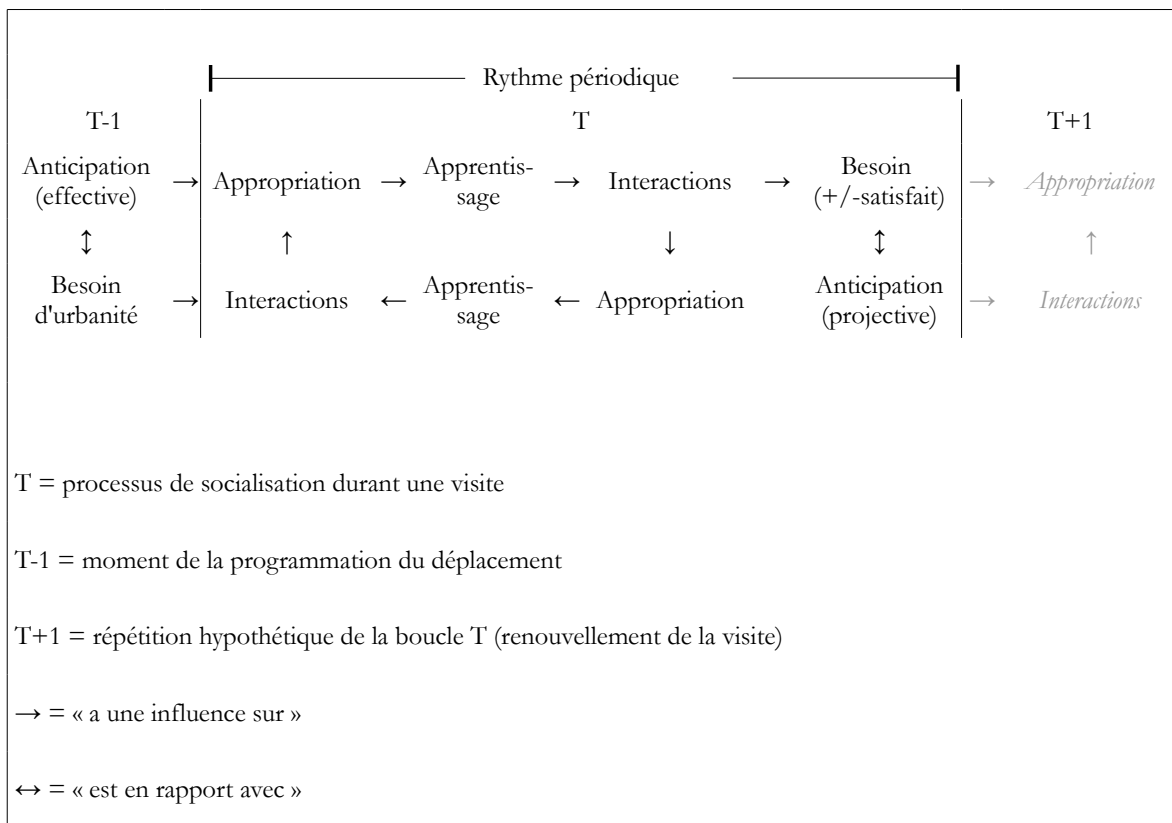 Rythme périodique
T-1 T T+1
Anticipation Apprentis- Besoin
(effective) → Appropriation → sage → Interactions → (+/-satisfait) → Appropriation
↕ ↑ ↓ ↕ ↑
Besoin Apprentis- Anticipation
d'urbanité → Interactions ← sage ← Appropriation (projective) → Interactions
T = processus de socialisation durant une visite
T-1 = moment de la programmation du déplacement
T+1 = répétition hypothétique de la boucle T (renouvellement de la visite)
→ = « a une influence sur »
↔ = « est en rapport avec »